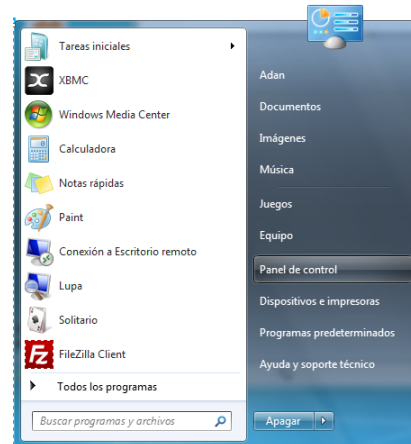 Tareas iniciales
XBMC
Windows Media Center
Calculadora
Notas rápidas
Paint
Conexión a Escritorio remoto
Lupa
Solitario
FileZilla Client
Todos los programas
Buscar programas y archivos
Adan
Documentos
Imágenes
Música
Juegos
Equipo
Panel de control
Dispositivos e impresoras
Programas predeterminados
Ayuda y soporte técnico
Apagar